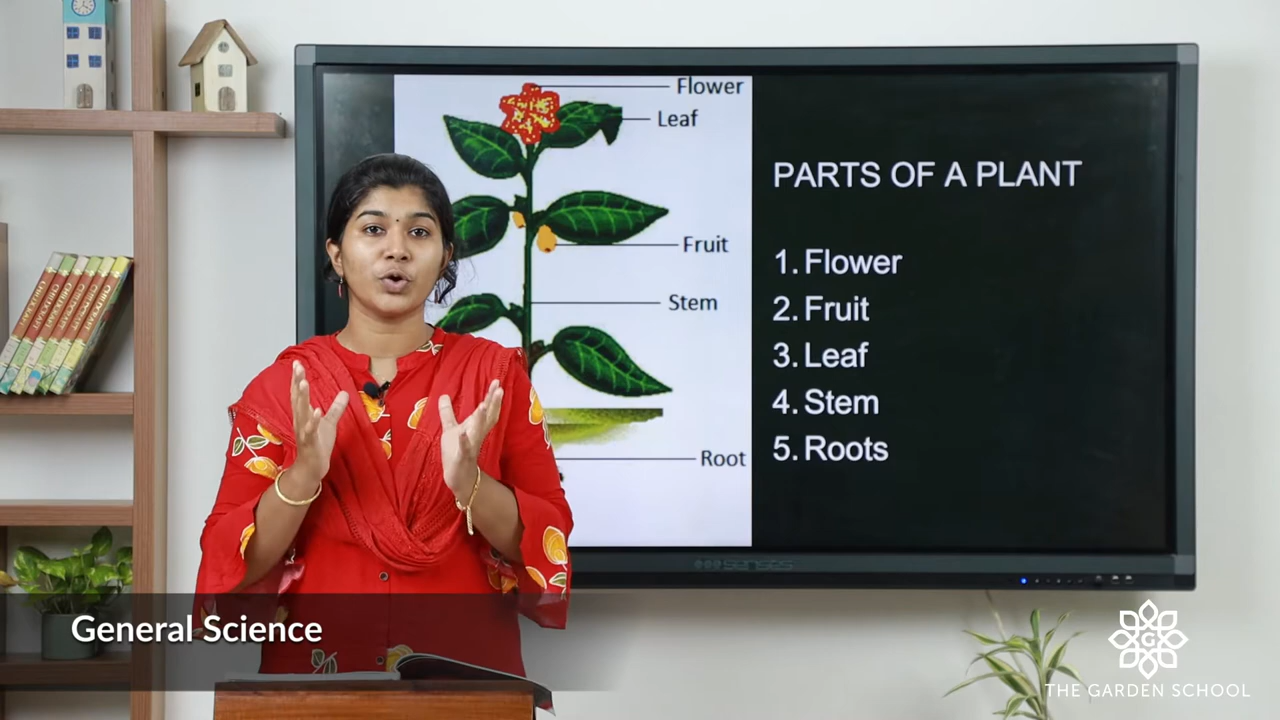 Flower
Leaf
Fruit
Stem
Root
PARTS OF A PLANT
1. Flower
2. Fruit
3. Leaf
4. Stem
5. Roots
senses
General Science
G
THE GARDEN SCHOOL